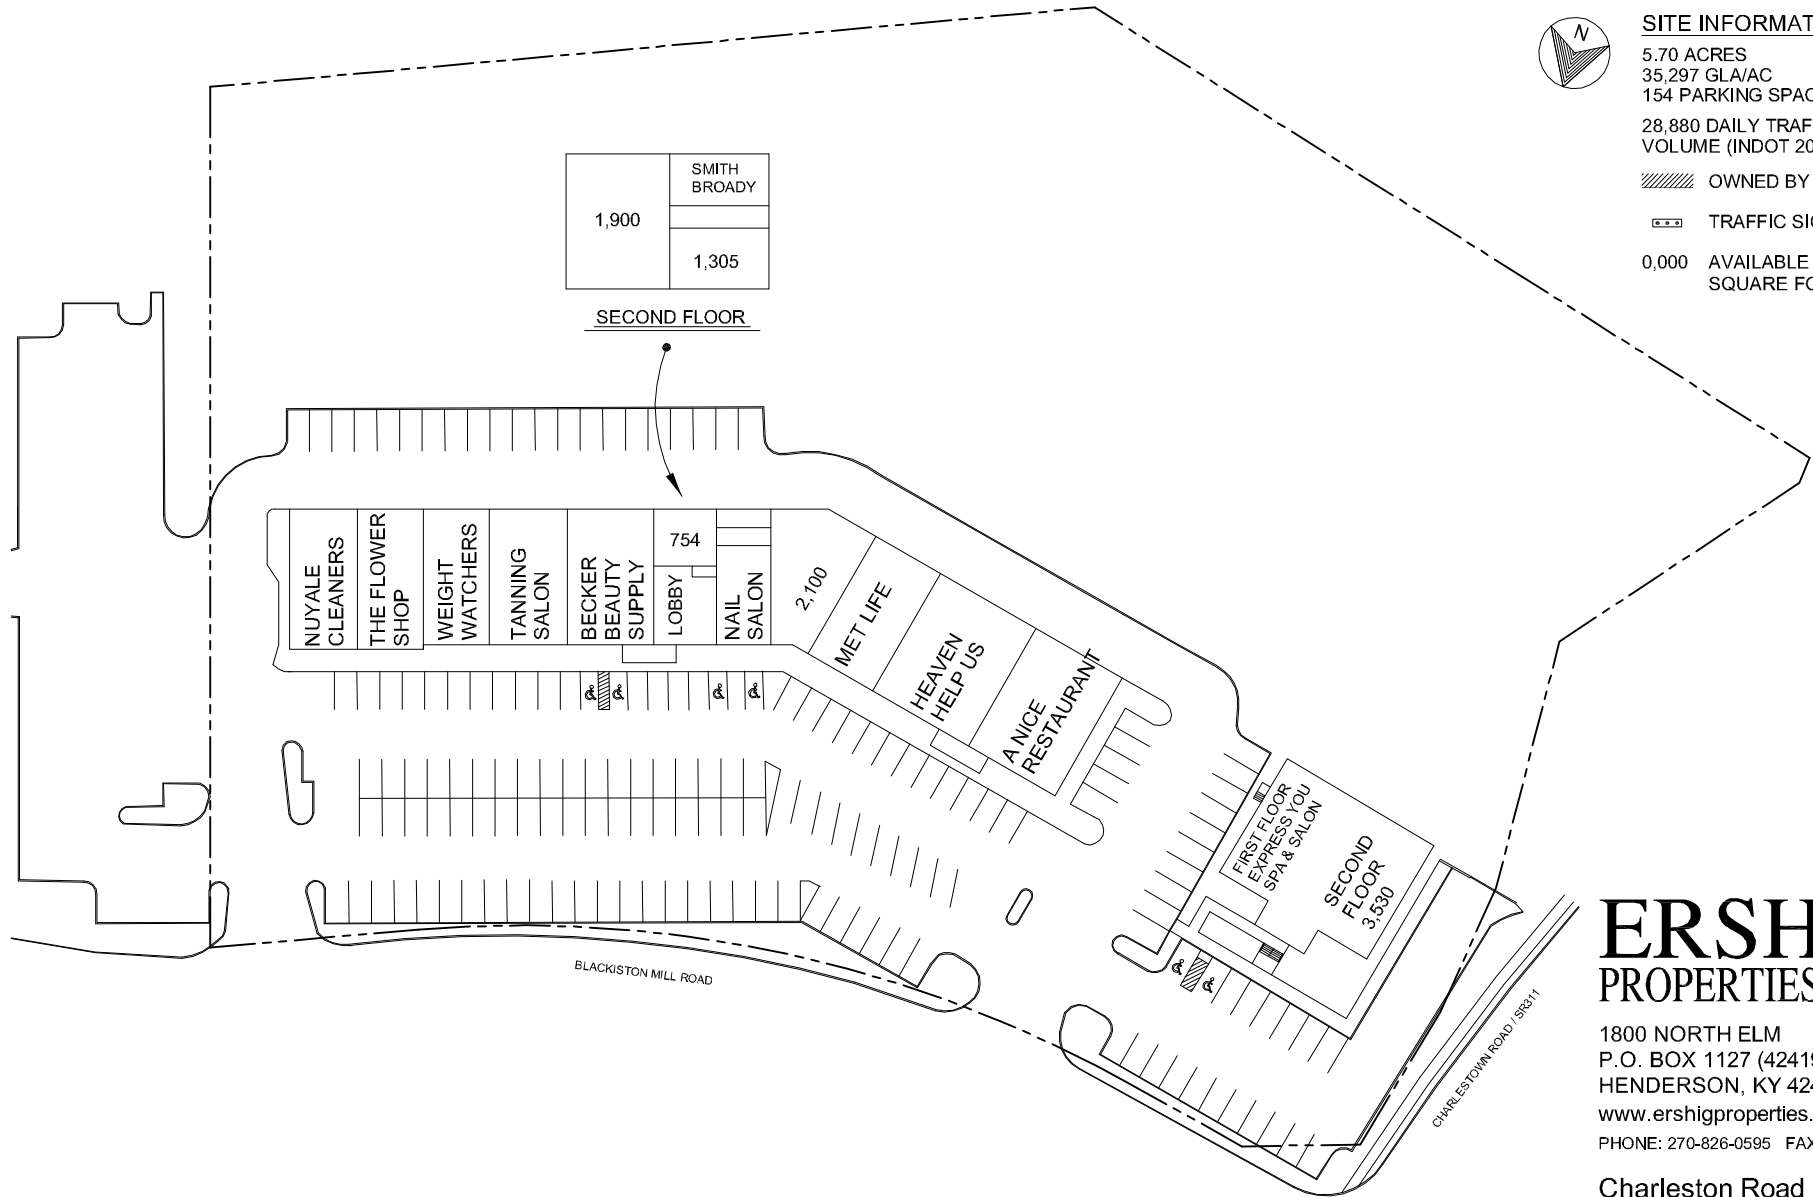 N
SITE INFORMAT
5.70 ACRES
35,297 GLA/AC
154 PARKING SPAC
28,880 DAILY TRAF
VOLUME (INDOT 20
OWNED BY
TRAFFIC SIG
0,000 AVAILABLE
SQUARE FO
1,900
SMITH
BROADY
1,305
SECOND FLOOR
NUYALE
CLEANERS
THE FLOWER
SHOP
WEIGHT
WATCHERS
TANNING
SALON
BECKER
BEAUTY
SUPPLY
754
LOBBY
NAIL
SALON
2,100
MET LIFE
HEAVEN
HELP US
A NICE
RESTAURANT
FIRST FLOOR
EXPRESS YOU
SPA & SALON
SECOND
FLOOR
3,530
BLACKISTON MILL ROAD
CHARLESTOWN ROAD / SR311
ERSH
PROPERTIES
1800 NORTH ELM
P.O. BOX 1127 (42419
HENDERSON, KY 424
www.ershigproperties.
PHONE: 270-826-0595 FAX
Charleston Road